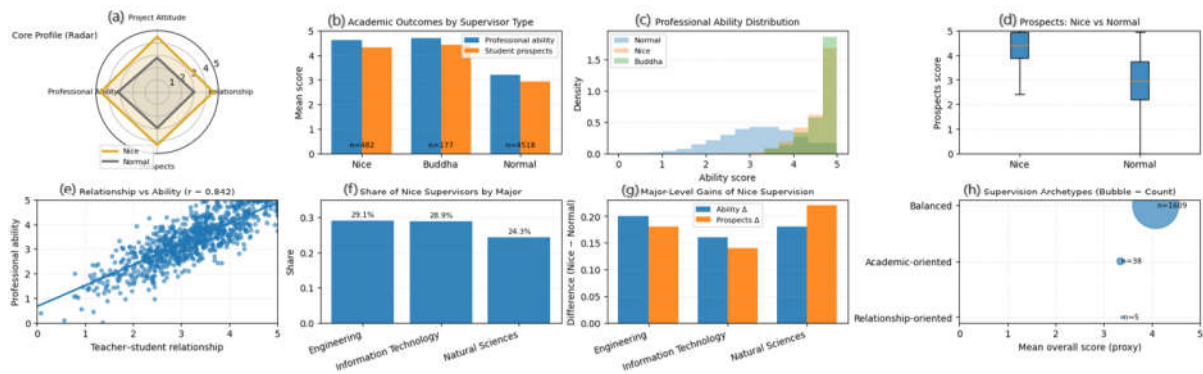 (a)
Project Attitude
Core Profile (Radar)
1
2
3
4
5
Professional Ability
Relationship
Nice
Normal
Prospects
(b)
Academic Outcomes by Supervisor Type
Professional ability
Student prospects
Mean score
5
4
3
2
1
0
n=482
n=177
n=4518
Nice
Buddha
Normal
(c)
Professional Ability Distribution
Normal
Nice
Buddha
Density
2.0
1.5
1.0
0.5
0.0
0
1
2
3
4
5
Ability score
(d)
Prospects: Nice vs Normal
Prospects score
5
4
3
2
1
0
Nice
Normal
(e)
Relationship vs Ability (r = 0.842)
Professional ability
5
4
3
2
1
0
0
1
2
3
4
5
Teacher-student relationship
(f)
Share of Nice Supervisors by Major
Share
0.3
0.2
0.1
0.0
29.1%
28.9%
24.3%
Engineering
Information Technology
Natural Sciences
(g)
Major-Level Gains of Nice Supervision
Ability Δ
Prospects Δ
Difference (Nice − Normal)
0.20
0.15
0.10
0.05
0.00
Engineering
Information Technology
Natural Sciences
(h)
Supervision Archetypes (Bubble − Count)
Balanced
Academic-oriented
Relationship-oriented
n=1609
n=38
n=5
0
1
2
3
4
5
Mean overall score (proxy)